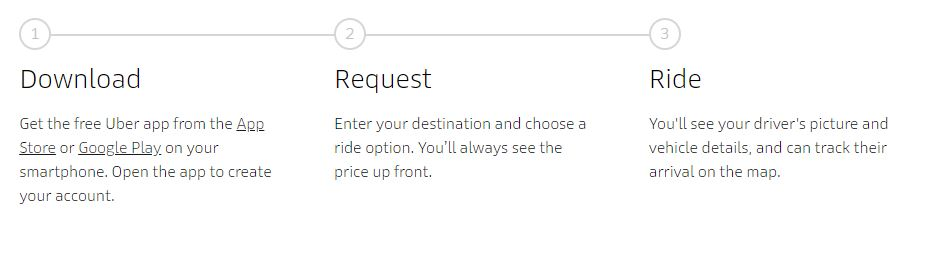 1
2
3
Download
Get the free Uber app from the App
Store or Google Play on your
smartphone. Open the app to create
your account.
Request
Enter your destination and choose a
ride option. You'll always see the
price up front.
Ride
You'll see your driver's picture and
vehicle details, and can track their
arrival on the map.